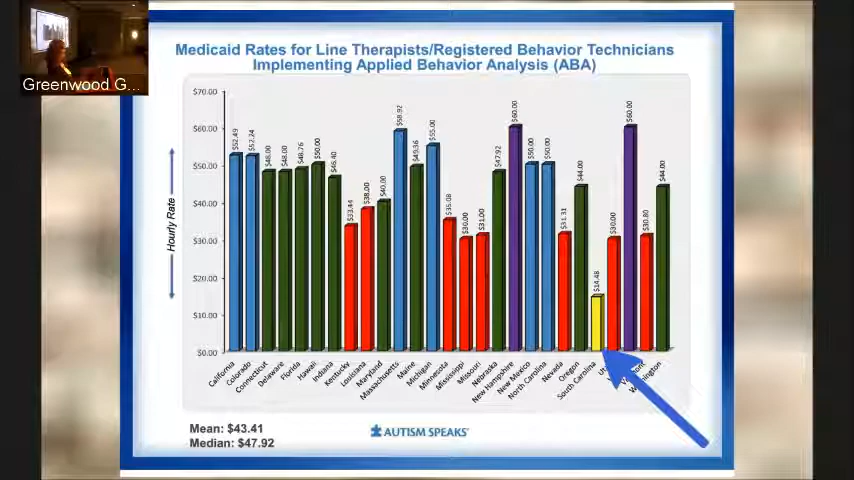 Greenwood G...
Medicaid Rates for Line Therapists/Registered Behavior Technicians
Implementing Applied Behavior Analysis (ABA)
Hourly Rate
$70.00
$60.00
$50.00
$40.00
$30.00
$20.00
$10.00
$0.00
$52.49
$52.24
$48.00
$48.00
$48.76
$50.00
$46.40
$33.44
$38.00
$40.00
$58.92
$49.36
$55.00
$35.08
$30.00
$31.00
$47.92
$60.00
$50.00
$50.00
$31.31
$44.00
$14.48
$30.00
$60.00
$30.80
$44.00
California
Colorado
Connecticut
Delaware
Florida
Hawaii
Indiana
Kentucky
Louisiana
Maryland
Massachusetts
Maine
Michigan
Minnesota
Mississippi
Missouri
Nebraska
New Hampshire
New Mexico
North Carolina
Nevada
Oregon
South Carolina
Washington
Mean: $43.41
Median: $47.92
AUTISM SPEAKS